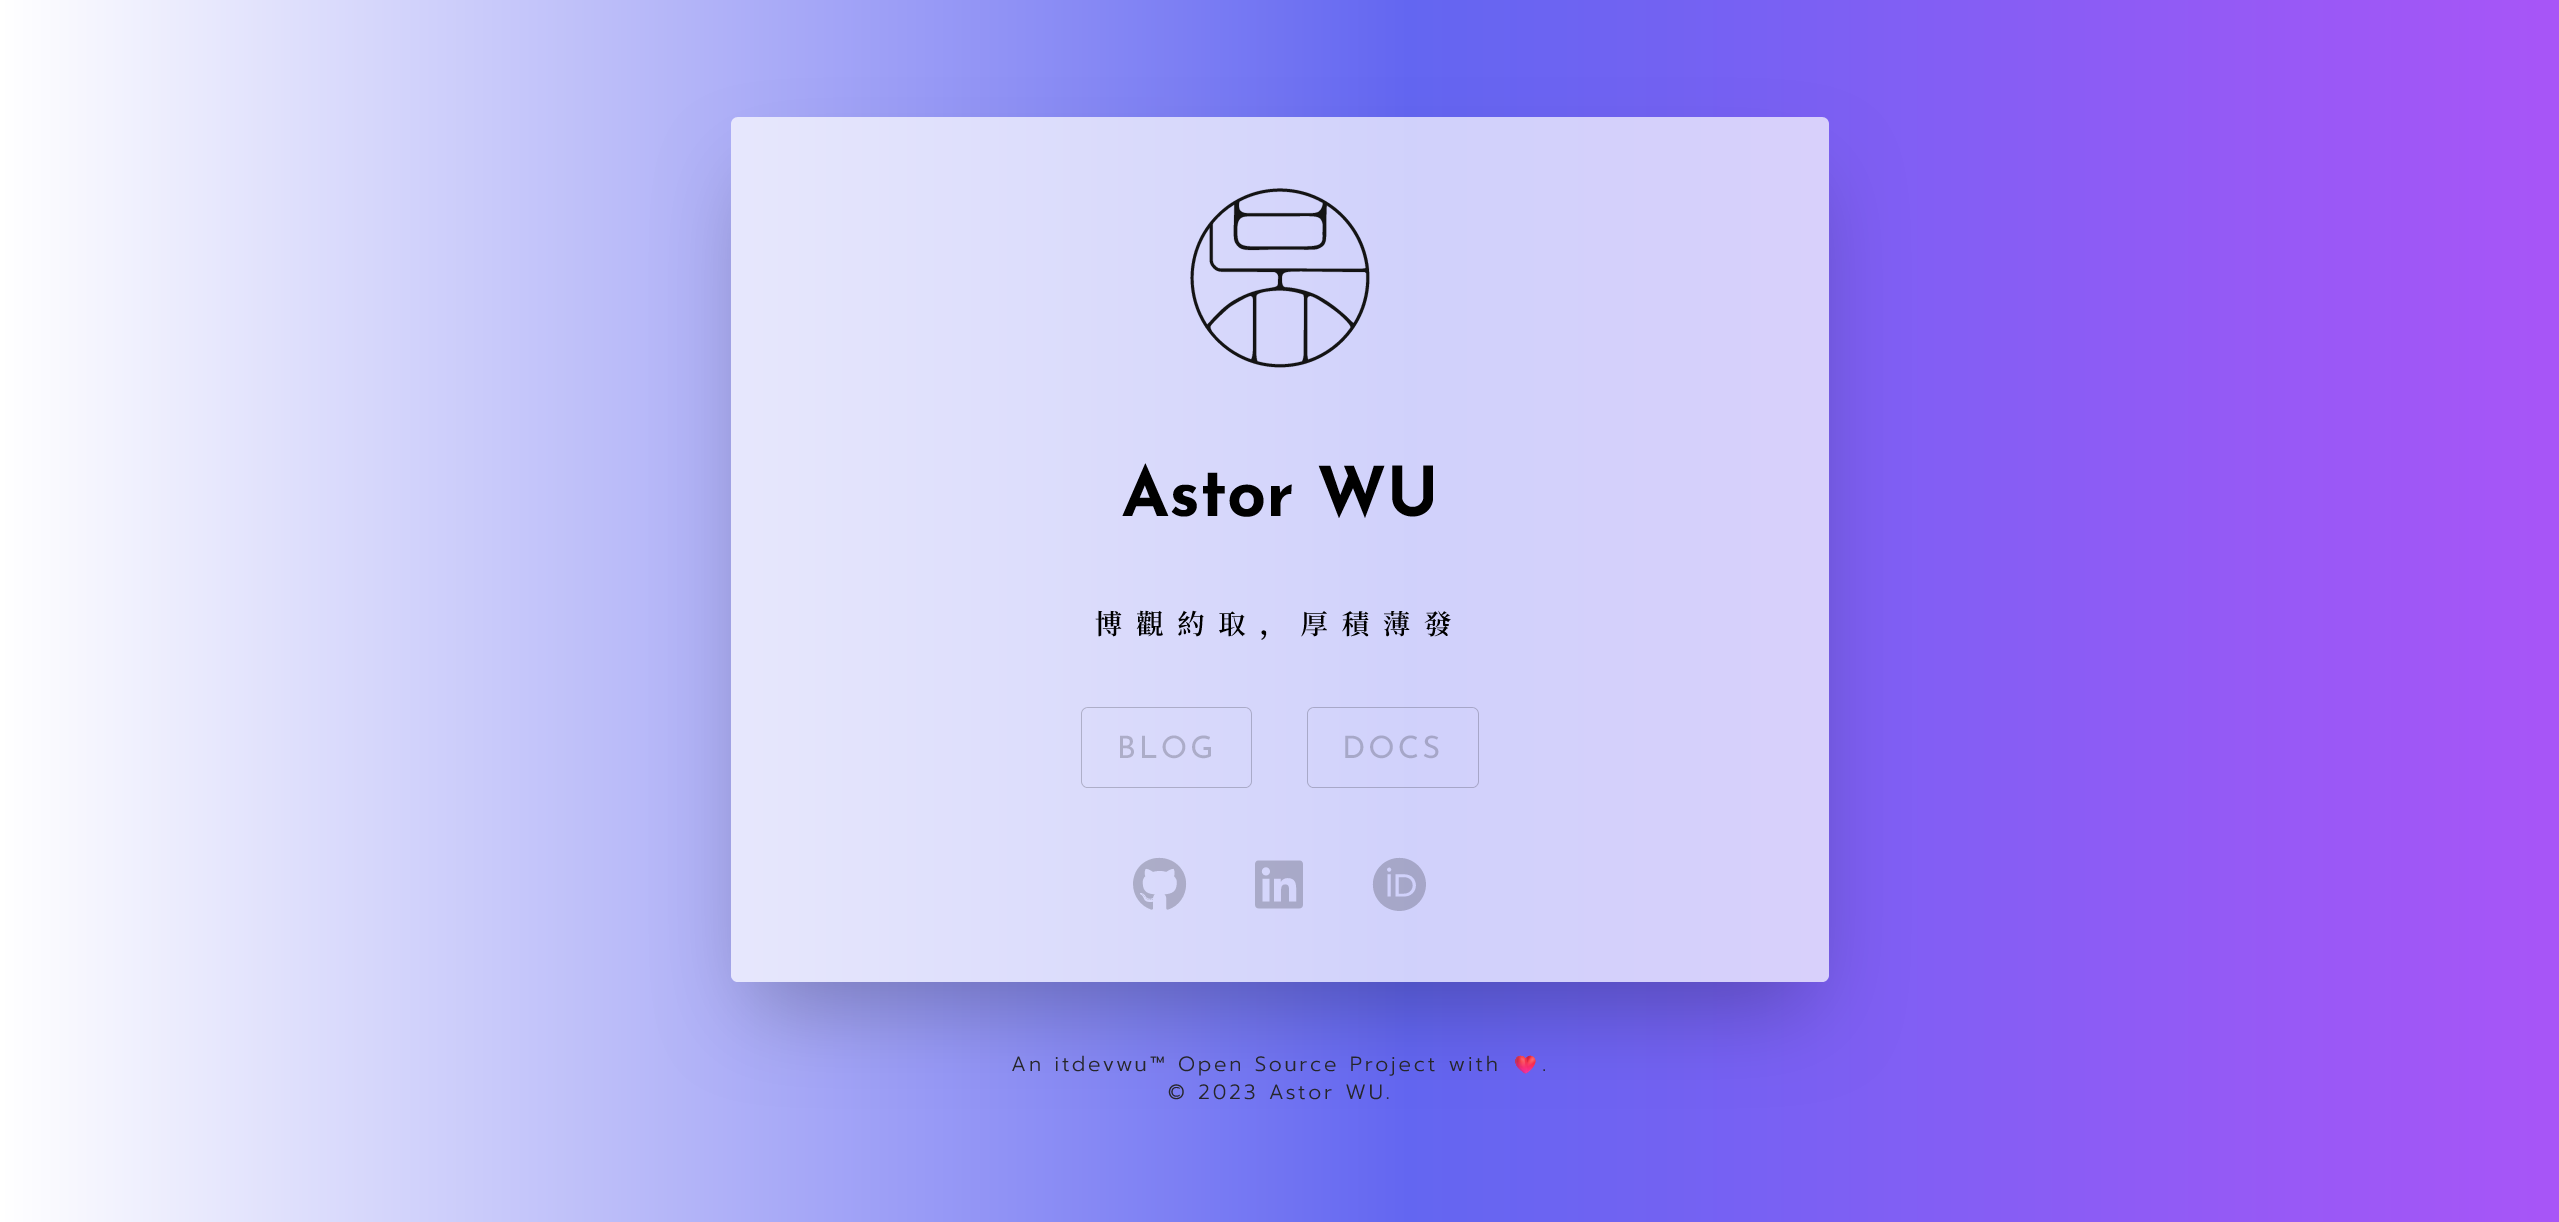 Astor WU
博觀約取，厚積薄發
BLOG DOCS
in iD
An itdevwu™ Open Source Project with ❤️.
© 2023 Astor WU.